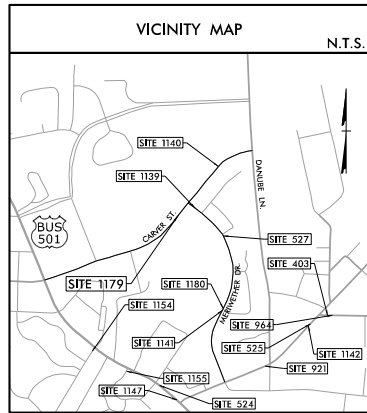 VICINITY MAP
N.T.S.
SITE 1140
SITE 1139
DANUBE LN.
BUS
501
CARVER ST.
SITE 527
SITE 403
SITE 1179
SITE 1180
MERIWETHER DR.
SITE 1154
SITE 964
SITE 1141
SITE 525
SITE 1142
SITE 1155
SITE 921
SITE 1147
SITE 524